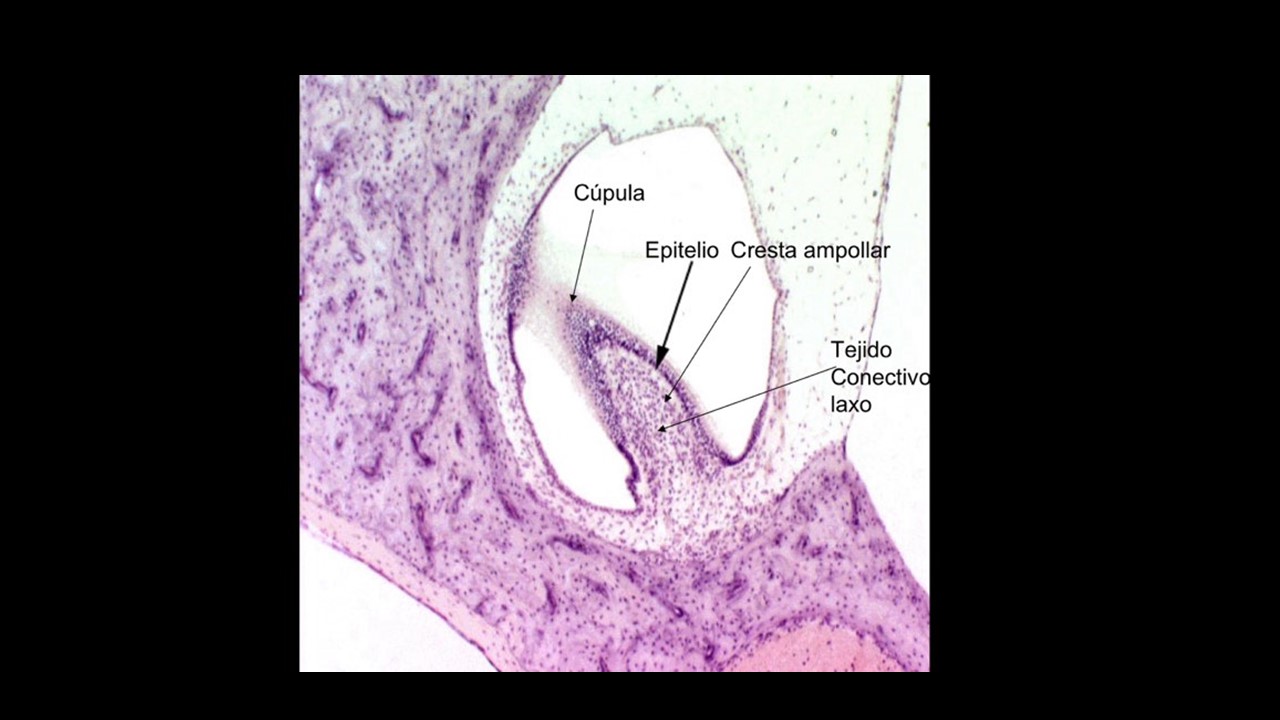 Cúpula
Epitelio
Cresta ampollar
Tejido
Conectivo
laxo